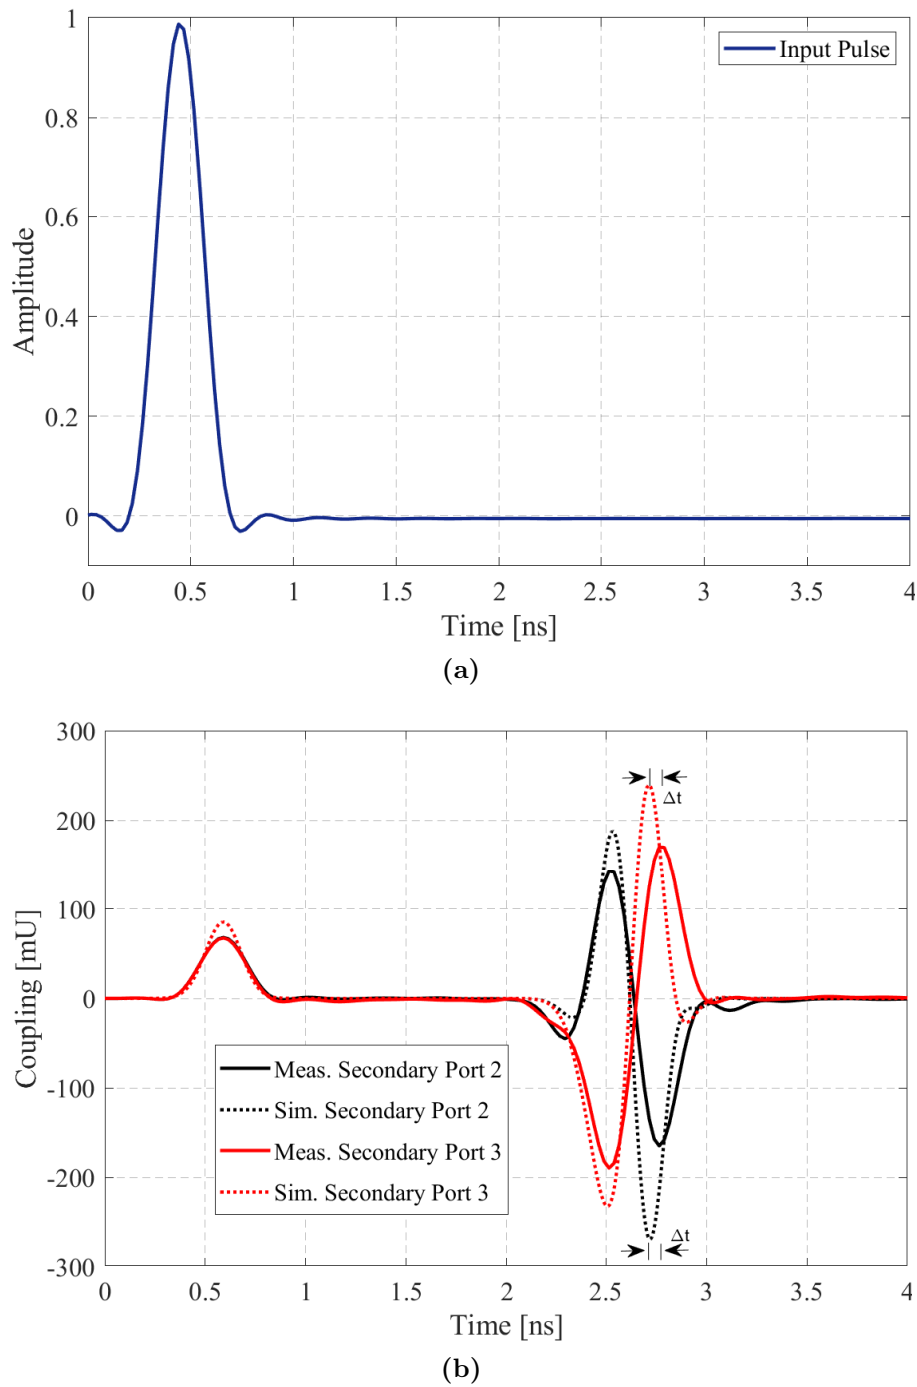 1
0.8
0.6
0.4
0.2
0
Amplitude
Input Pulse
0 0.5 1 1.5 2 2.5 3 3.5 4
Time [ns]
(a)
300
200
100
0
-100
-200
-300
Coupling [mU]
Δt
Meas. Secondary Port 2
Sim. Secondary Port 2
Meas. Secondary Port 3
Sim. Secondary Port 3
Δt
0 0.5 1 1.5 2 2.5 3 3.5 4
Time [ns]
(b)